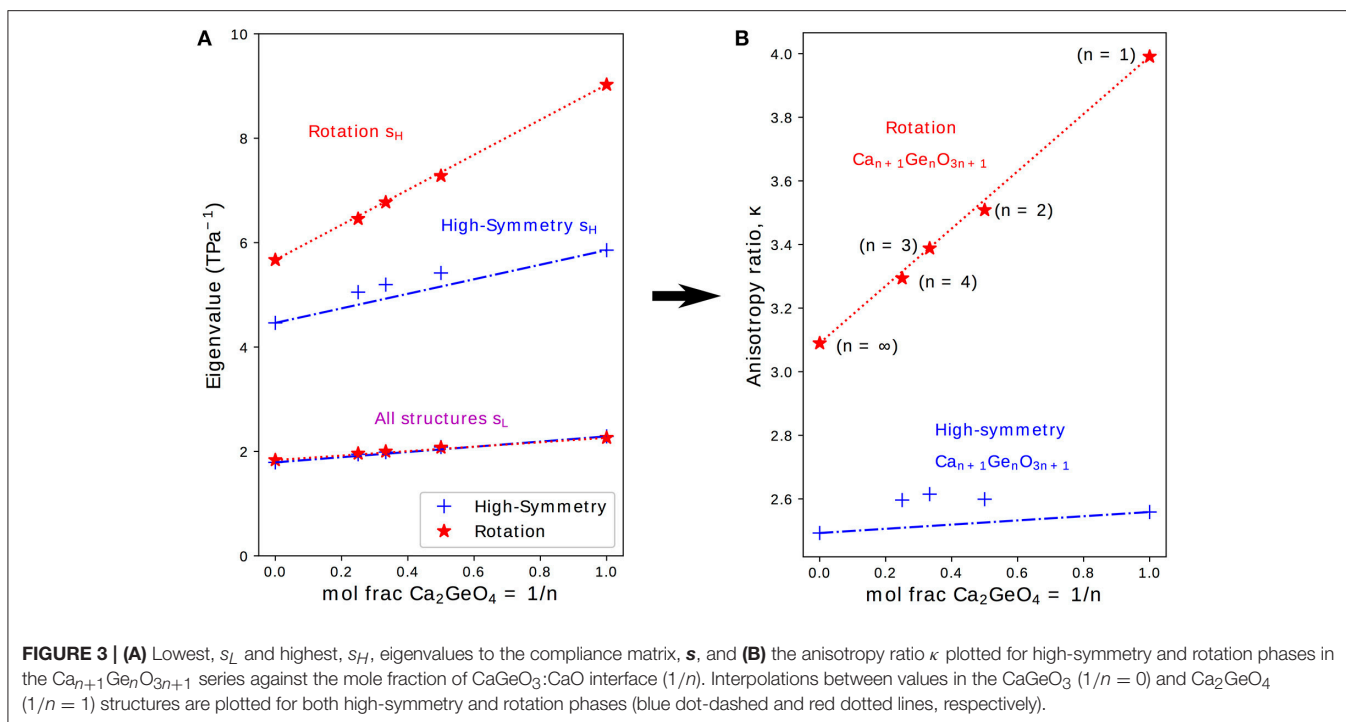 A
Eigenvalue (TPa⁻¹)
10
8
6
4
2
0
Rotation s_H
High-Symmetry s_H
All structures s_L
High-Symmetry
Rotation
0.0 0.2 0.4 0.6 0.8 1.0
mol frac Ca₂GeO₄ = 1/n
B
Anisotropy ratio, κ
4.0
3.8
3.6
3.4
3.2
3.0
2.8
2.6
(n = 1)
Rotation
Caₙ₊₁GeₙO₃ₙ₊₁
(n = 2)
(n = 3)
(n = 4)
(n = ∞)
High-symmetry
Caₙ₊₁GeₙO₃ₙ₊₁
0.0 0.2 0.4 0.6 0.8 1.0
mol frac Ca₂GeO₄ = 1/n
FIGURE 3 | (A) Lowest, s_L and highest, s_H, eigenvalues to the compliance matrix, s, and (B) the anisotropy ratio κ plotted for high-symmetry and rotation phases in
the Caₙ₊₁GeₙO₃ₙ₊₁ series against the mole fraction of CaGeO₃:CaO interface (1/n). Interpolations between values in the CaGeO₃ (1/n = 0) and Ca₂GeO₄
(1/n = 1) structures are plotted for both high-symmetry and rotation phases (blue dot-dashed and red dotted lines, respectively).